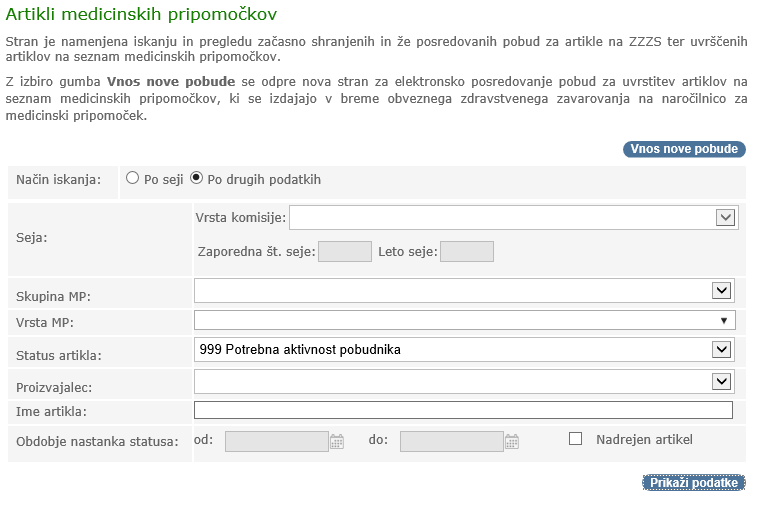 Artikli medicinskih pripomočkov
Stran je namenjena iskanju in pregledu začasno shranjenih in že posredovanih pobud za artikle na ZZZS ter uvrščenih
artiklov na seznam medicinskih pripomočkov.
Z izbiro gumba Vnos nove pobude se odpre nova stran za elektronsko posredovanje pobud za uvrstitev artiklov na
seznam medicinskih pripomočkov, ki se izdajajo v breme obveznega zdravstvenega zavarovanja na naročilnico za
medicinski pripomoček.
Vnos nove pobude
Način iskanja: Po seji Po drugih podatkih
Vrsta komisije:
Seja:
Zaporedna št. seje: Leto seje:
Skupina MP:
Vrsta MP:
Status artikla: 999 Potrebna aktivnost pobudnika
Proizvajalec:
Ime artikla:
Obdobje nastanka statusa: od: do: Nadrejen artikel
Prikaži podatke